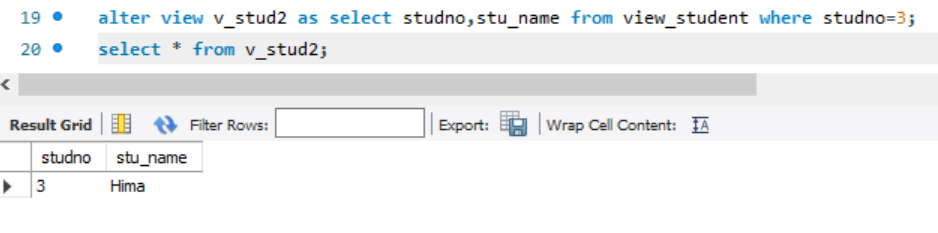 19 alter view v_stud2 as select studno,stu_name from view_student where studno=3;
20 select * from v_stud2;
Result Grid Filter Rows: Export: Wrap Cell Content: IA
studno stu_name
3 Hima